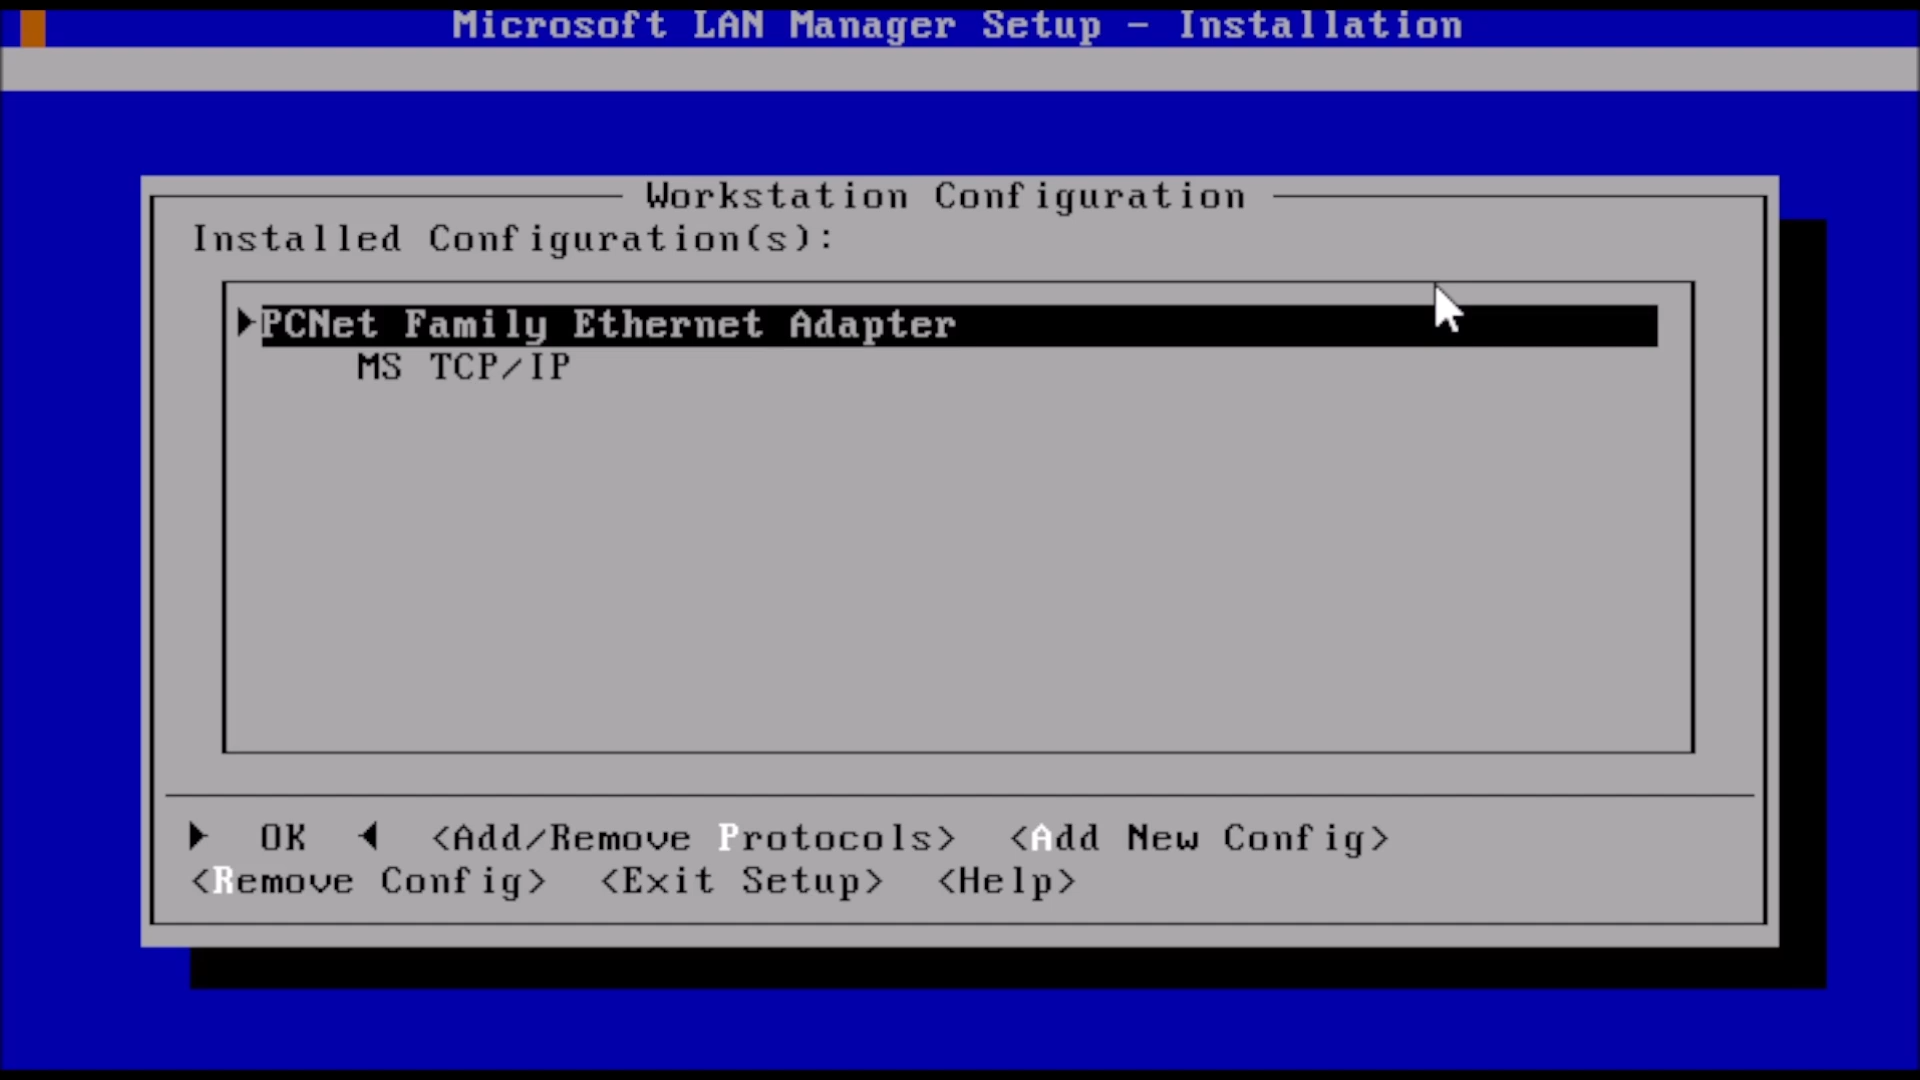 Microsoft LAN Manager Setup - Installation
Workstation Configuration
Installed Configuration(s):
PCNet Family Ethernet Adapter
MS TCP/IP
OK <Add/Remove Protocols> <Add New Config>
<Remove Config> <Exit Setup> <Help>